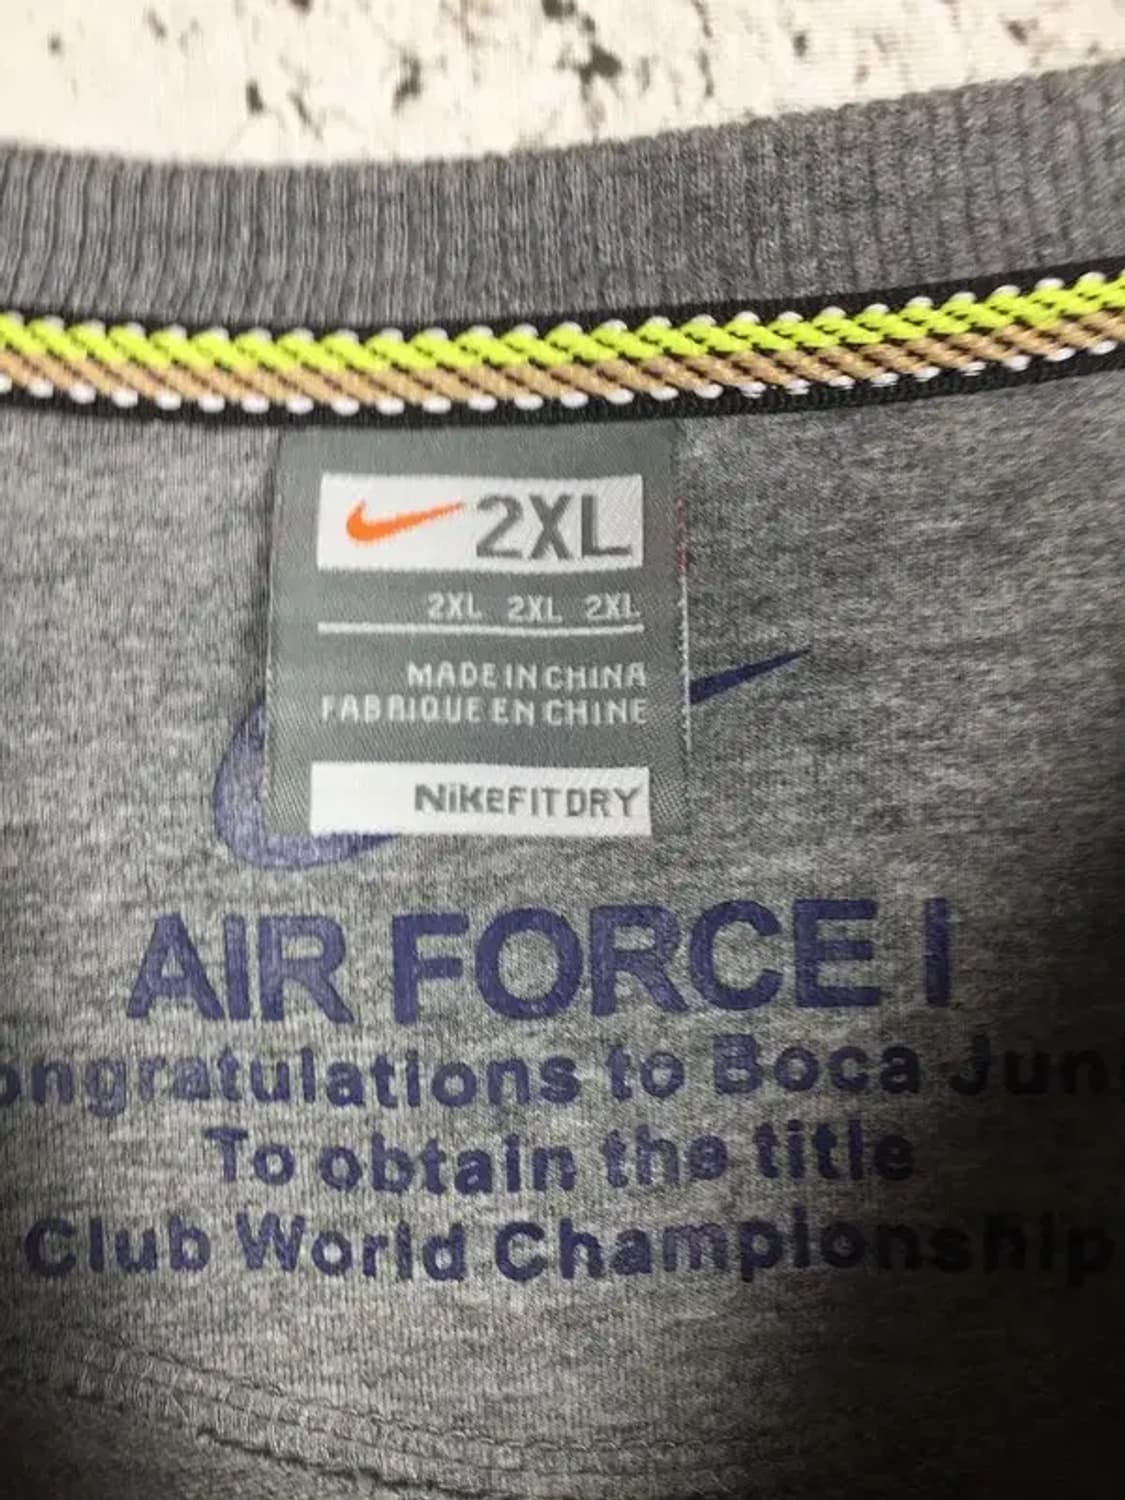 2XL
2XL 2XL 2XL
MADE IN CHINA
FABRIQUE EN CHINE
NIKEFITDRY
AIR FORCE I
ongratulations to Boca Jun
To obtain the title
Club World Championship